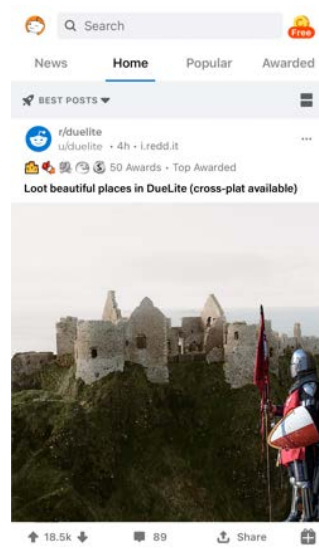 Search
Free
News Home Popular Awarded
BEST POSTS
r/duelite
u/duelite • 4h • i.redd.it
50 Awards • Top Awarded
Loot beautiful places in DueLite (cross-plat available)
18.5k 89 Share